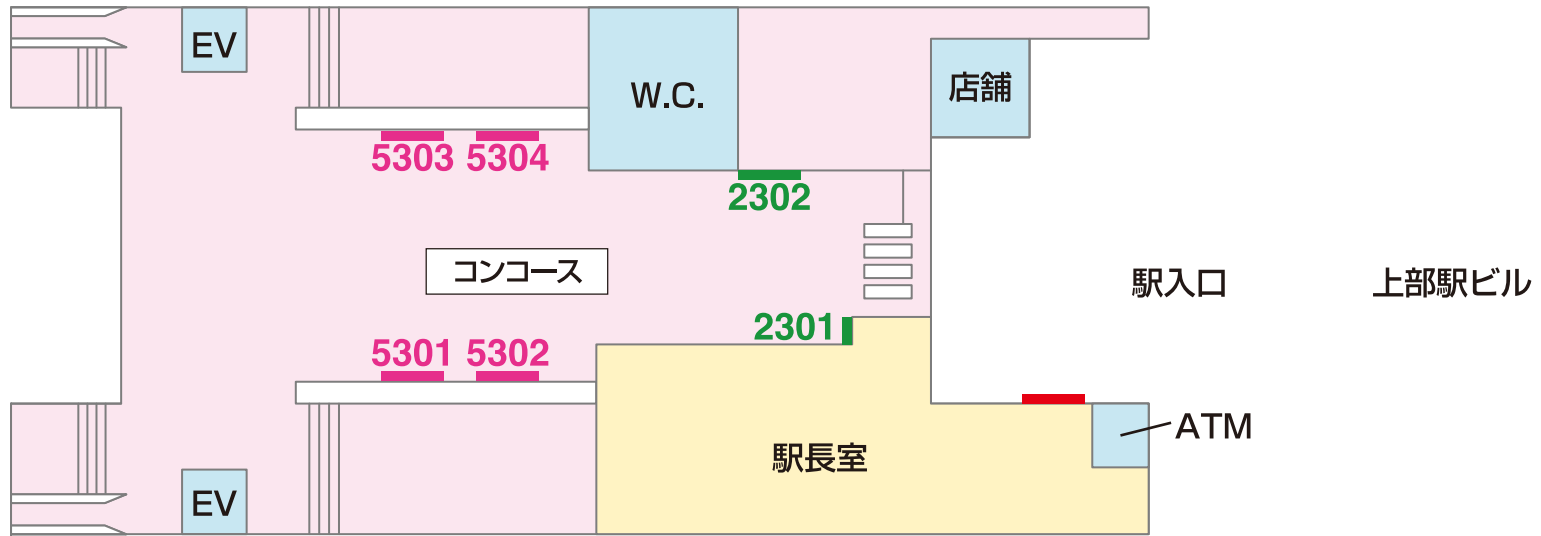 EV
W.C.
店舗
5303 5304
2302
コンコース
駅入口
上部駅ビル
2301
5301 5302
ATM
駅長室
EV